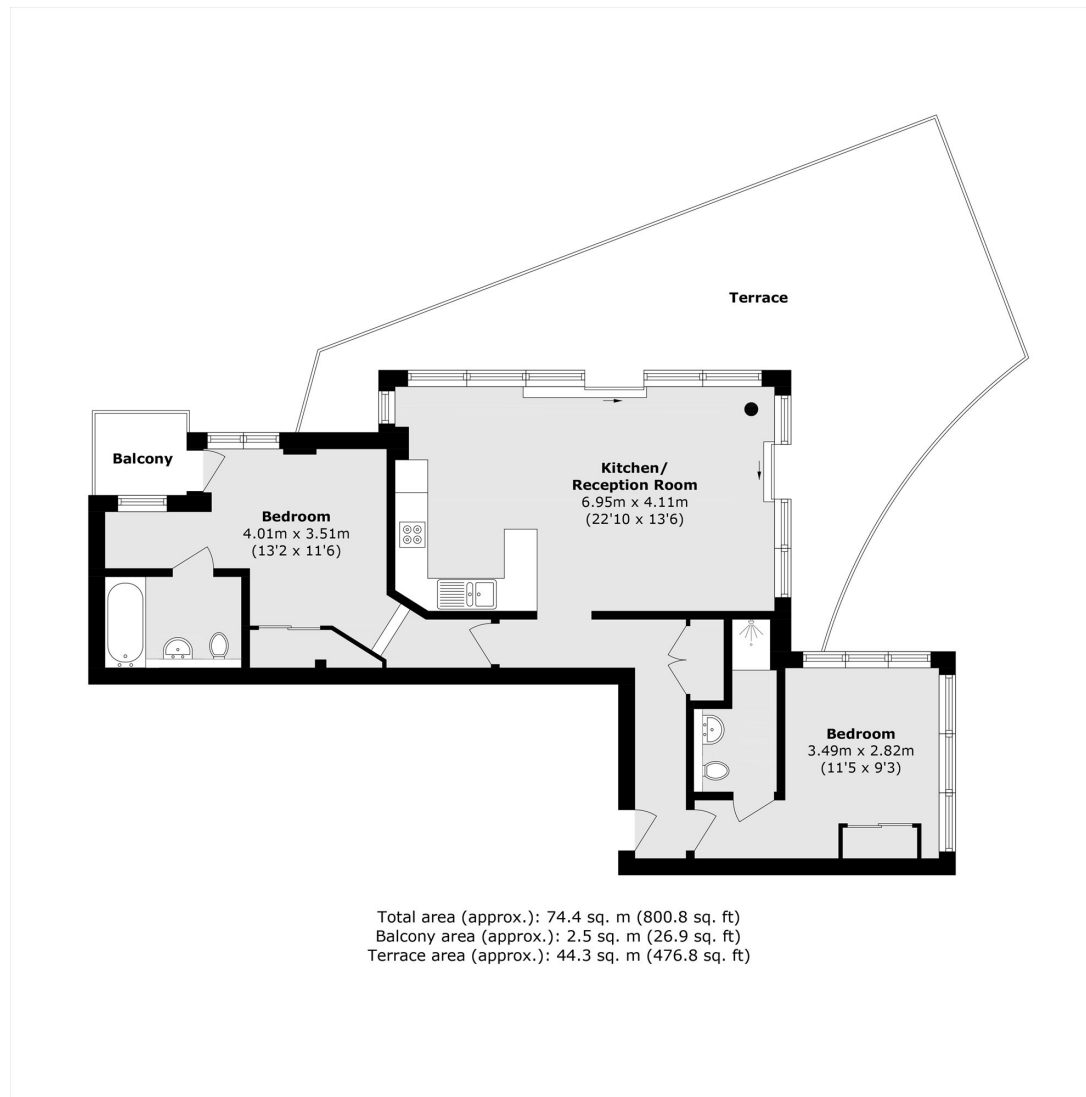 Terrace
Balcony
Kitchen/
Reception Room
6.95m x 4.11m
(22'10 x 13'6)
Bedroom
4.01m x 3.51m
(13'2 x 11'6)
Bedroom
3.49m x 2.82m
(11'5 x 9'3)
Total area (approx.): 74.4 sq. m (800.8 sq. ft)
Balcony area (approx.): 2.5 sq. m (26.9 sq. ft)
Terrace area (approx.): 44.3 sq. m (476.8 sq. ft)